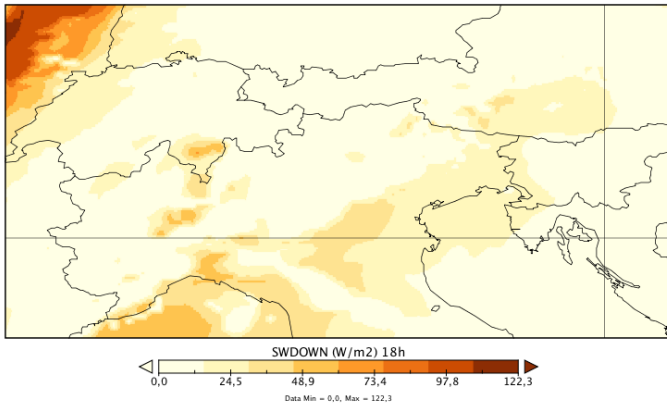 SWDOWN (W/m2) 18h
0,0 24,5 48,9 73,4 97,8 122,3
Data Min = 0,0, Max = 122,3